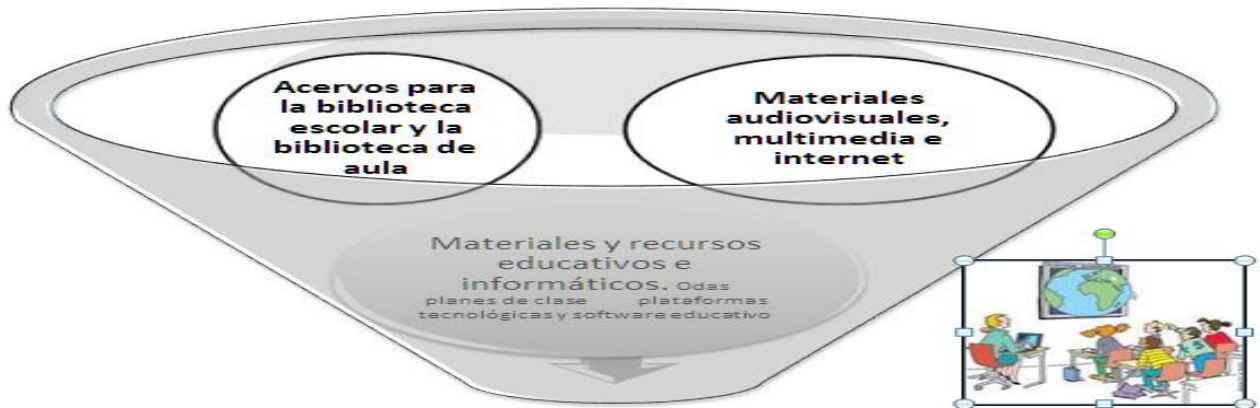 Acervos para
la biblioteca
escolar y la
biblioteca de
aula
Materiales
audiovisuales,
multimedia e
internet
Materiales y recursos
educativos e
informáticos. Odas
planes de clase plataformas
tecnológicas y software educativo